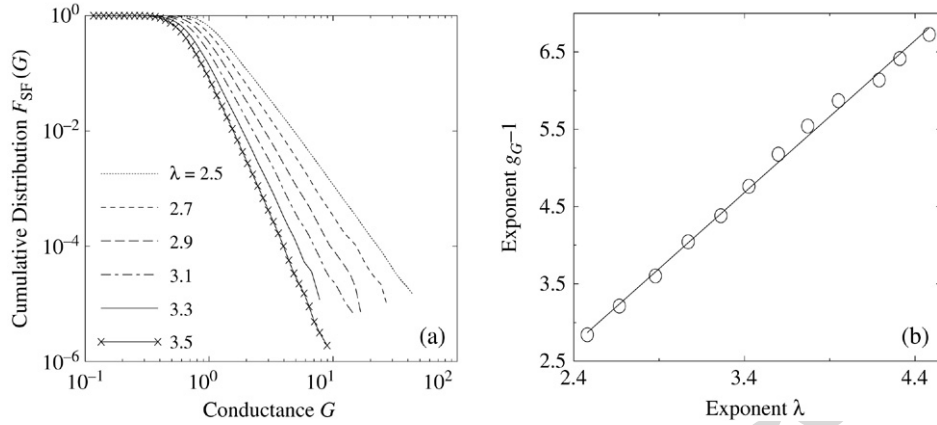 Cumulative Distribution F_SF (G)
10^0
10^−2
10^−4
10^−6
λ = 2.5
2.7
2.9
3.1
3.3
3.5
(a)
10^−1 10^0 10^1 10^2
Conductance G
Exponent g_G−1
6.5
5.5
4.5
3.5
2.5
(b)
2.4 3.4 4.4
Exponent λ